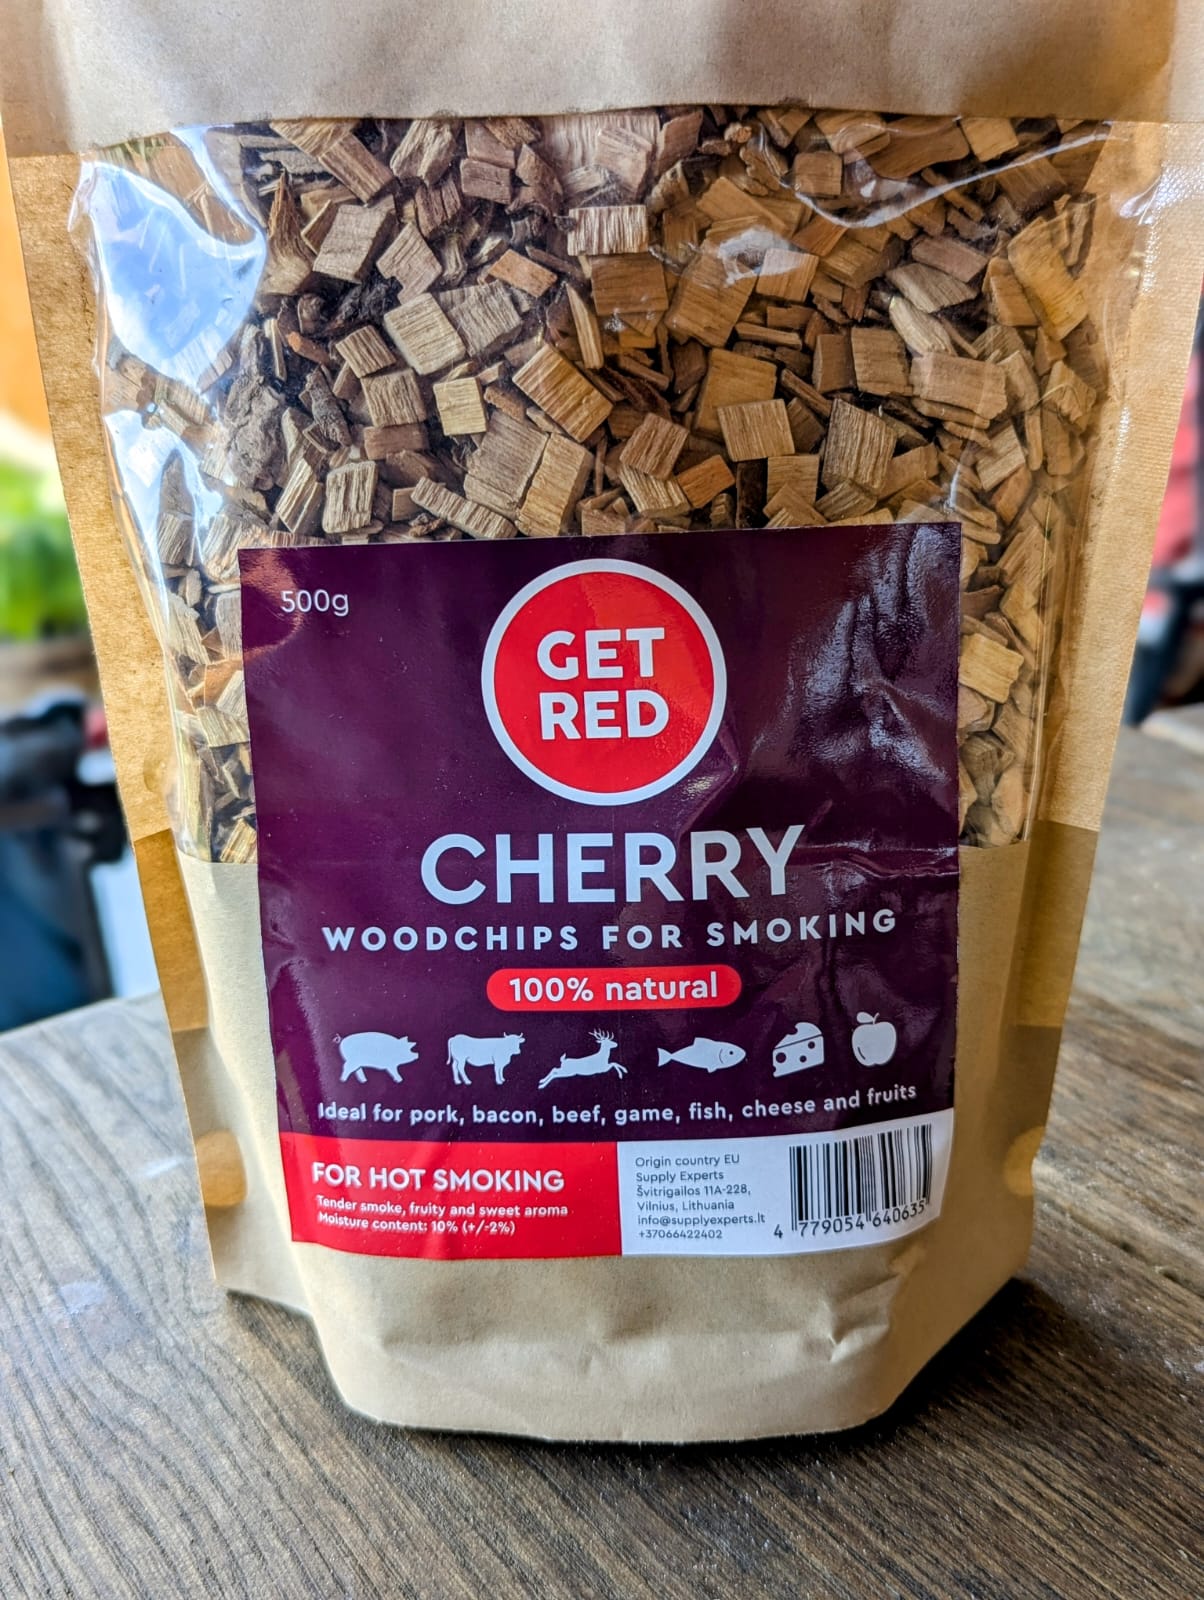 500g
GET
RED
CHERRY
WOODCHIPS FOR SMOKING
100% natural
Ideal for pork, bacon, beef, game, fish, cheese and fruits
FOR HOT SMOKING
Tender smoke, fruity and sweet aroma
Moisture content: 10% (+/-2%)
Origin country EU
Supply Experts
Švitrigailos 11A-228,
Vilnius, Lithuania
info@supplyexperts.lt
+37066422402
4 779054 640635